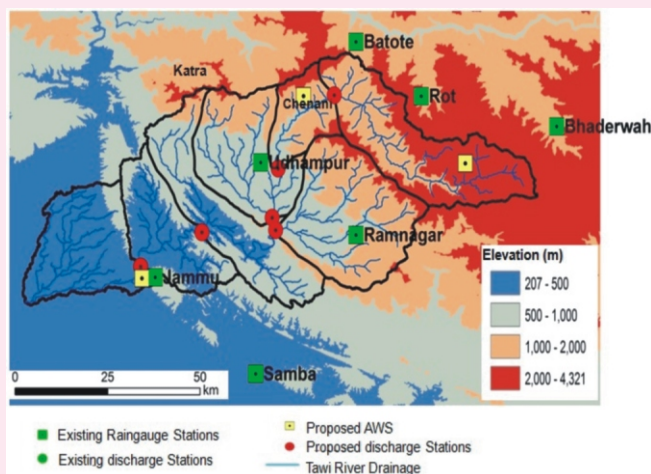 Batote
Katra
Chenani
Rot
Bhaderwah
Udhampur
Ramnagar
Jammu
Samba
Elevation (m)
207 - 500
500 - 1,000
1,000 - 2,000
2,000 - 4,321
0 25 50
km
Existing Raingauge Stations
Existing discharge Stations
Proposed AWS
Proposed discharge Stations
Tawi River Drainage